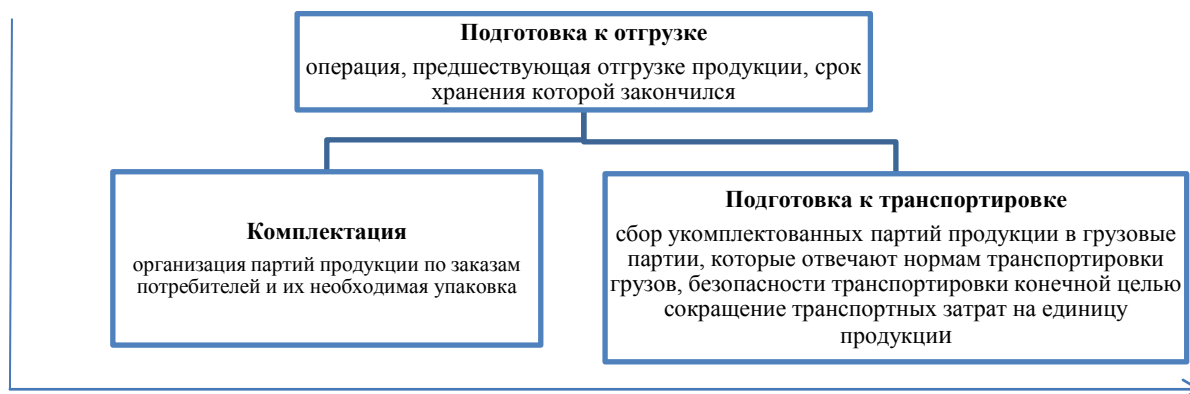 Подготовка к отгрузке
операция, предшествующая отгрузке продукции, срок
хранения которой закончился
Комплектация
организация партий продукции по заказам
потребителей и их необходимая упаковка
Подготовка к транспортировке
сбор укомплектованных партий продукции в грузовые
партии, которые отвечают нормам транспортировки
грузов, безопасности транспортировки конечной целью
сокращение транспортных затрат на единицу
продукции